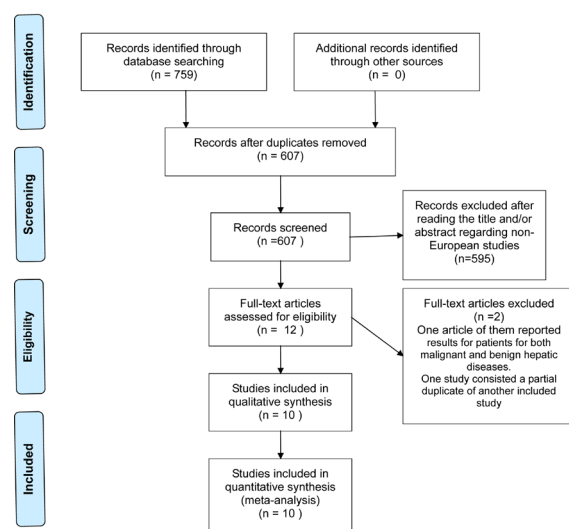 Identification
Records identified through
database searching
(n = 759)
Additional records identified
through other sources
(n = 0)
Records after duplicates removed
(n = 607)
Screening
Records screened
(n =607 )
Records excluded after
reading the title and/or
abstract regarding non-
European studies
(n=595)
Eligibility
Full-text articles
assessed for eligibility
(n = 12 )
Full-text articles excluded
(n =2)
One article of them reported
results for patients for both
malignant and benign hepatic
diseases.
One study consisted a partial
duplicate of another included
study
Studies included in
qualitative synthesis
(n = 10 )
Included
Studies included in
quantitative synthesis
(meta-analysis)
(n = 10 )